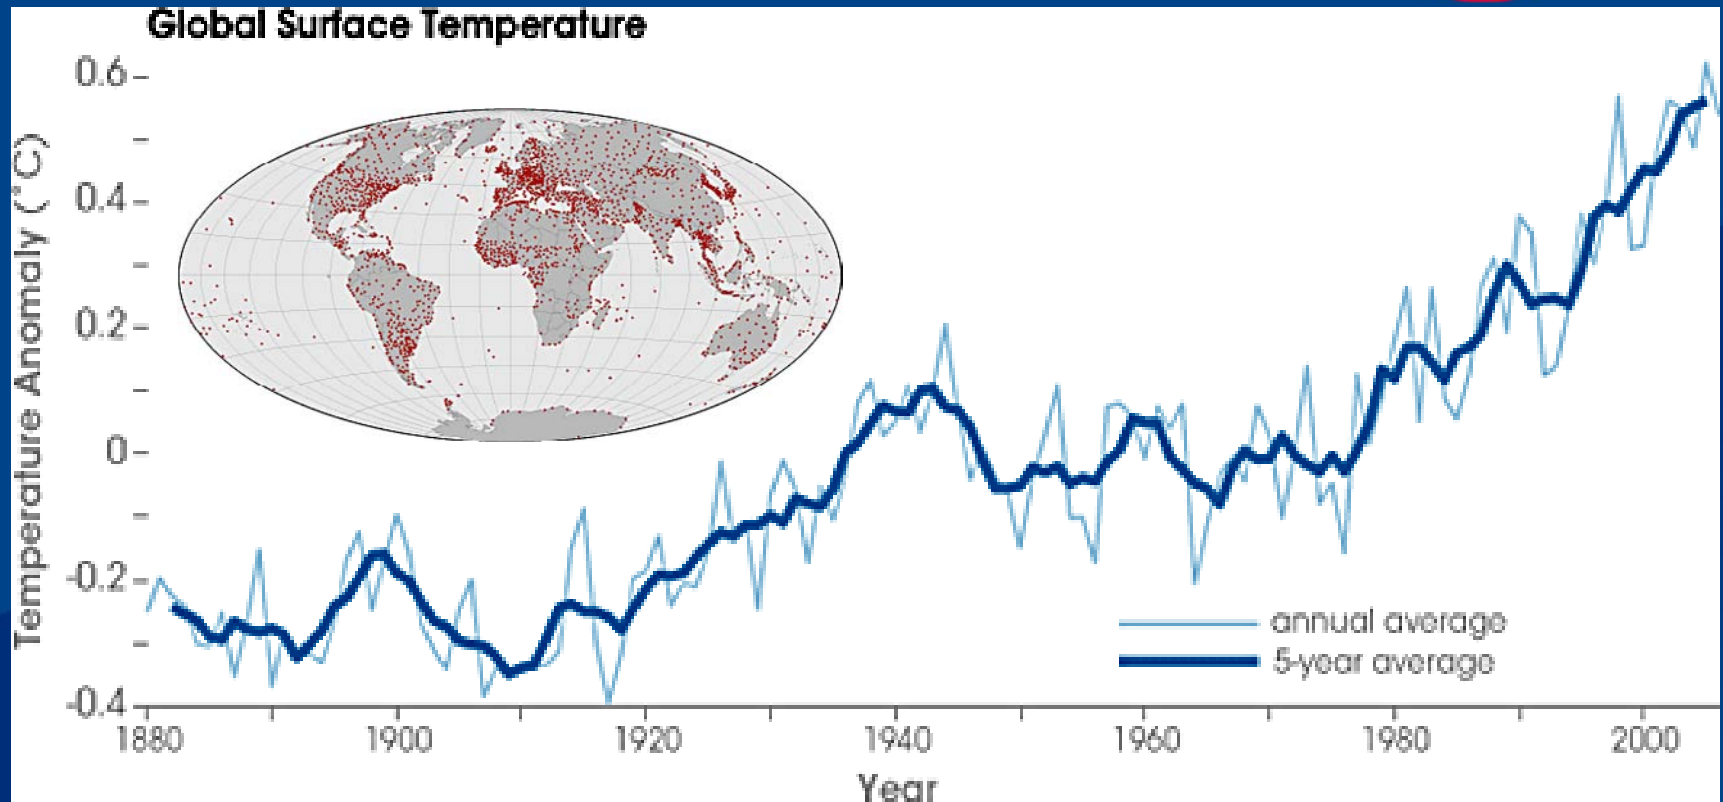 Global Surface Temperature
Temperature Anomaly (°C)
0.6
0.4
0.2
0
-0.2
-0.4
1880 1900 1920 1940 1960 1980 2000
Year
annual average
5-year average